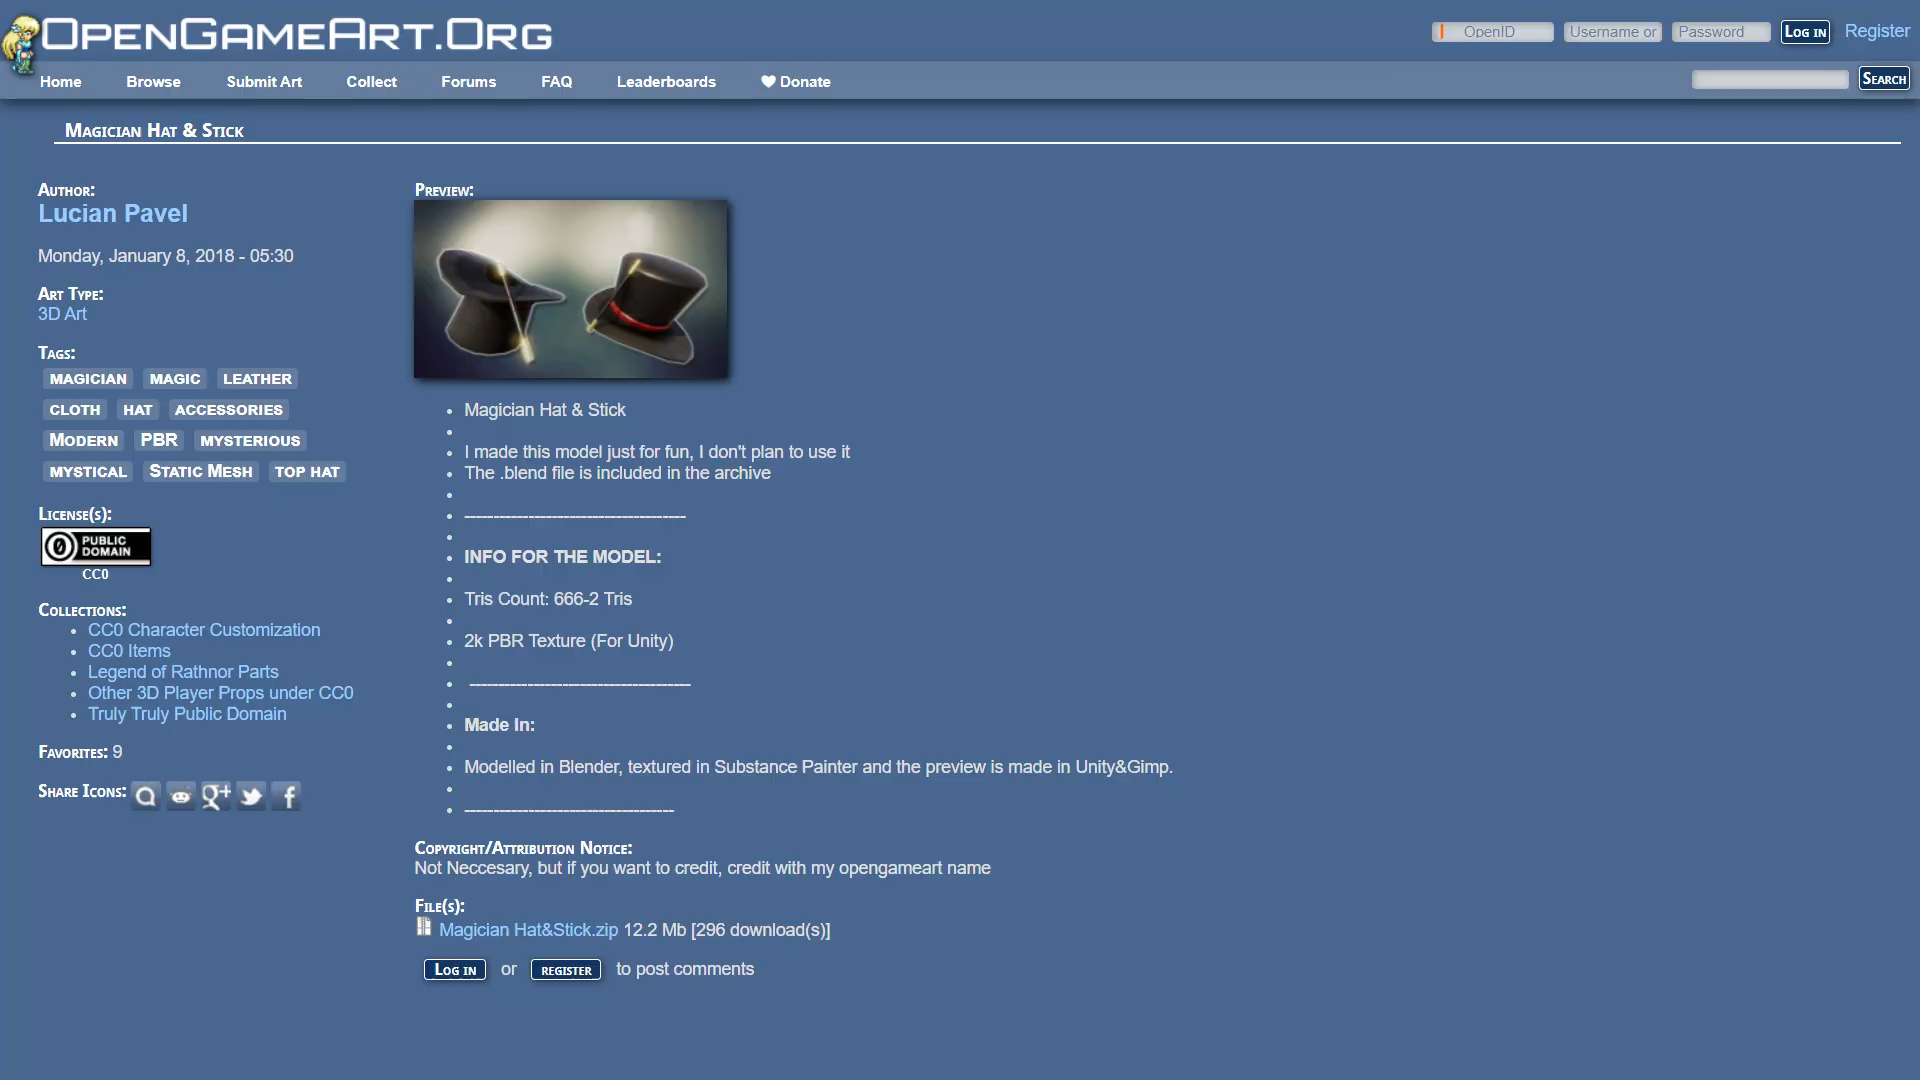 OpenGameArt.Org
OpenID
Username or
Password
Log in
Register
Home
Browse
Submit Art
Collect
Forums
FAQ
Leaderboards
Donate
Search
Magician Hat & Stick
Author:
Lucian Pavel
Monday, January 8, 2018 - 05:30
Art Type:
3D Art
Tags:
magician magic leather
cloth hat accessories
Modern PBR mysterious
mystical Static Mesh top hat
License(s):
PUBLIC
DOMAIN
CC0
Collections:
CC0 Character Customization
CC0 Items
Legend of Rathnor Parts
Other 3D Player Props under CC0
Truly Truly Public Domain
Favorites: 9
Share Icons:
Preview:
Magician Hat & Stick
I made this model just for fun, I don't plan to use it
The .blend file is included in the archive
--------------------------------------
INFO FOR THE MODEL:
Tris Count: 666-2 Tris
2k PBR Texture (For Unity)
--------------------------------------
Made In:
Modelled in Blender, textured in Substance Painter and the preview is made in Unity&Gimp.
------------------------------------
Copyright/Attribution Notice:
Not Neccesary, but if you want to credit, credit with my opengameart name
File(s):
Magician Hat&Stick.zip 12.2 Mb [296 download(s)]
Log in or register to post comments